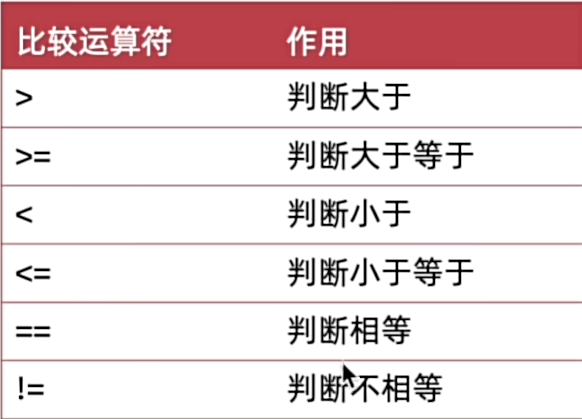 比较运算符 作用
> 判断大于
>= 判断大于等于
< 判断小于
<= 判断小于等于
== 判断相等
!= 判断不相等